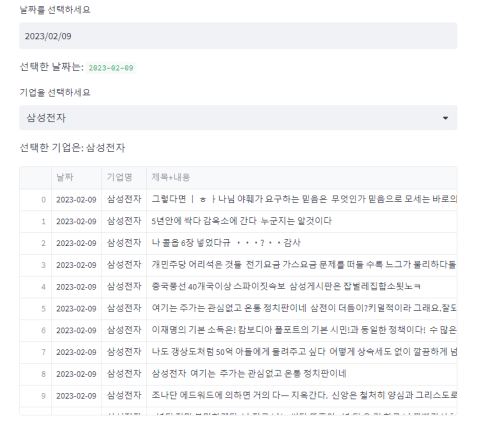 날짜를 선택하세요
2023/02/09
선택한 날짜는: 2023-02-09
기업을 선택하세요
삼성전자
선택한 기업은: 삼성전자
날짜 기업명 제목+내용
0 2023-02-09 삼성전자 그렇다면 ㅣ ㅎ ㅏ나님 야훼가 요구하는 믿음은 무엇인가 믿음으로 모세는 바로의
1 2023-02-09 삼성전자 5년안에 싹다 감옥소에 간다 누군지는 알것이다
2 2023-02-09 삼성전자 나 콜옵 6장 넣었다규 ・・・?・・감사
3 2023-02-09 삼성전자 개민주당 어리석은 것들 전기요금 가스요금 문제를 떠들 수록 느그가 불리하다돌
4 2023-02-09 삼성전자 중국풍선 40개국이상 스파이짓속보 삼성게시판은 잡벌레집합소됫노ㅋ
5 2023-02-09 삼성전자 여기는 주가는 관심없고 온통 정치판이네 삼전이 더듬이?키멀적이라 그래요,잘도
6 2023-02-09 삼성전자 이재명의 기본 소득은! 캄보디아 폴포트의 기본 시민!과 동일한 정책이다! 수 많은
7 2023-02-09 삼성전자 나도 갱상도처럼 50억 아들에게 물려주고 싶다 어떻게 상속세도 없이 깔끔하게 넘
8 2023-02-09 삼성전자 삼성전자 여기는 주가는 관심없고 온통 정치판이네
9 2023-02-09 삼성전자 조나단 에드워드에 의하면 거의 다ㅡ 지옥간다, 신앙은 철처히 양심과 그리스도로